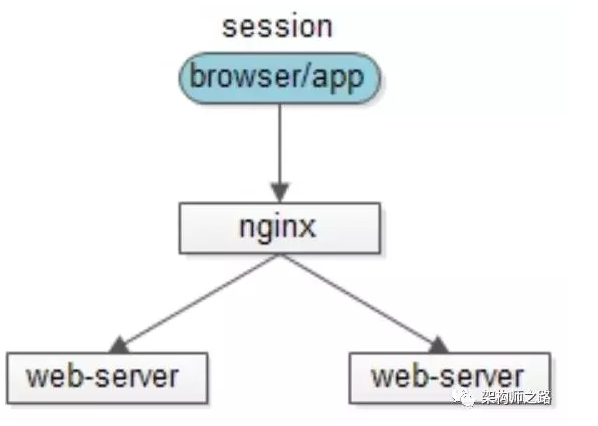 session
browser/app
nginx
web-server
web-server
架构师之路